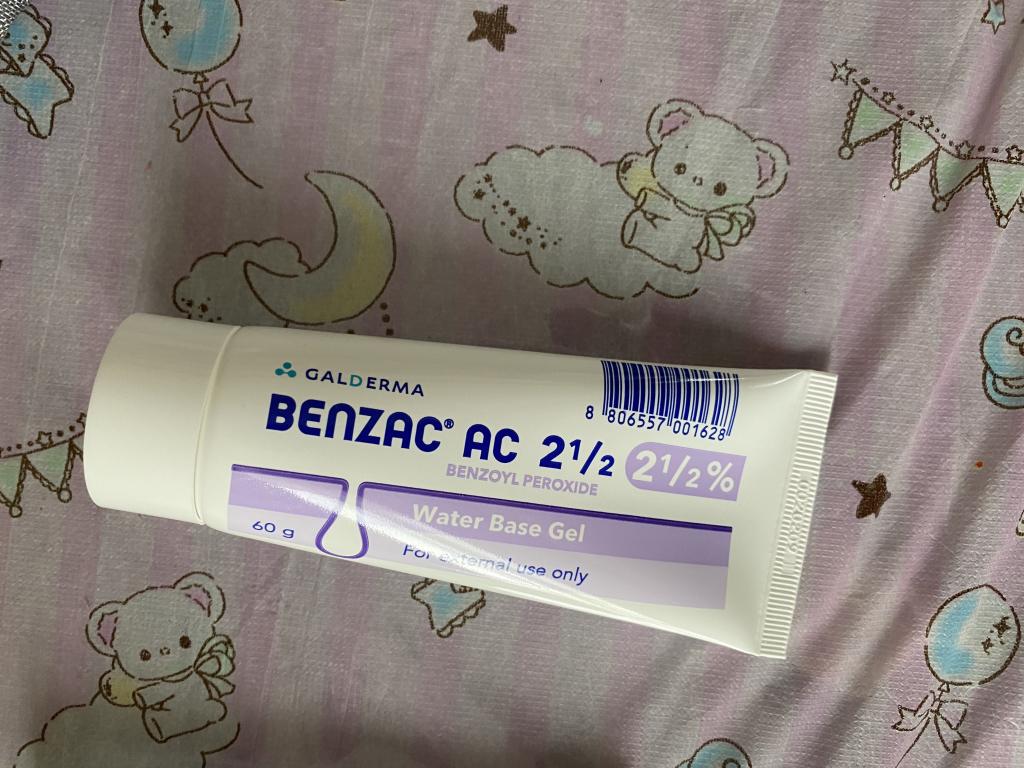 GALDERMA
BENZAC® AC 2½
BENZOYL PEROXIDE
2½%
8 806557 001628
Water Base Gel
60 g
For external use only